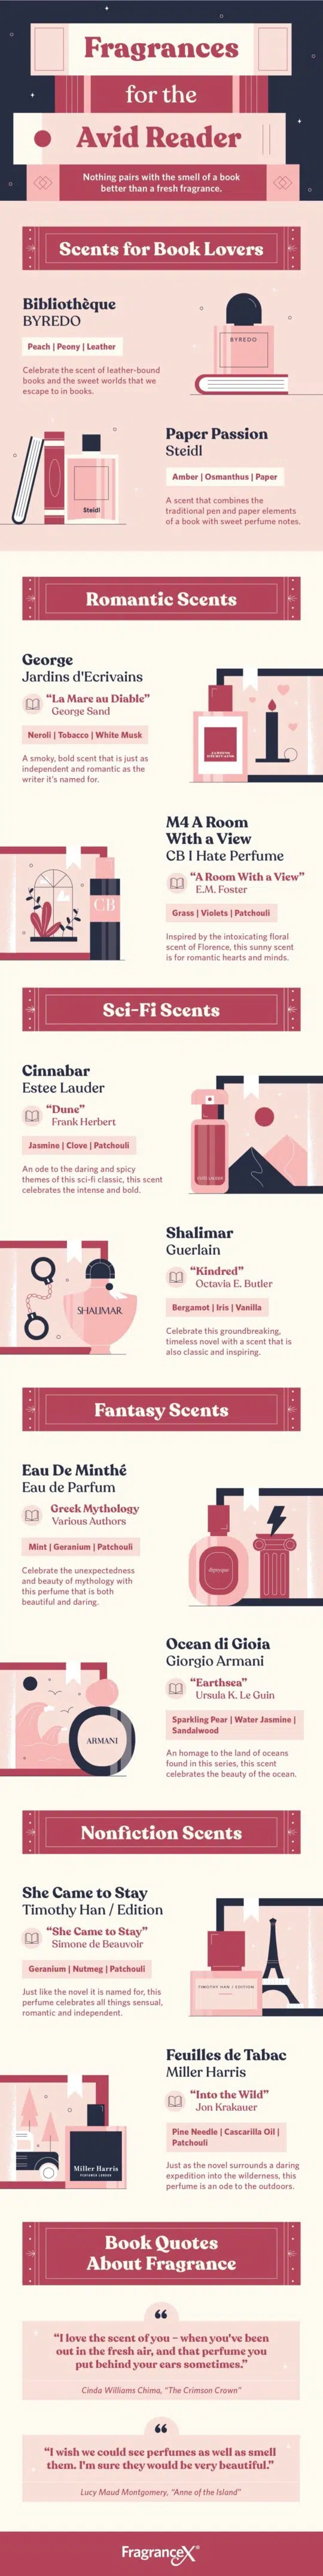 Fragrances
for the
Avid Reader
Nothing pairs with the smell of a book
better than a fresh fragrance.
Scents for Book Lovers
Bibliothèque
BYREDO
Peach | Peony | Leather
Celebrate the scent of leather-bound
books and the sweet worlds that we
escape to in books.
BYREDO
Paper Passion
Steidl
Amber | Osmanthus | Paper
A scent that combines the
traditional pen and paper elements
of a book with sweet perfume notes.
Steidl
Romantic Scents
George
Jardins d'Ecrivains
“La Mare au Diable”
George Sand
Neroli | Tobacco | White Musk
A smoky, bold scent that is just as
independent and romantic as the
writer it's named for.
JARDINS
D'ÉCRIVAINS
M4 A Room
With a View
CB I Hate Perfume
“A Room With a View”
E.M. Foster
Grass | Violets | Patchouli
Inspired by the intoxicating floral
scent of Florence, this sunny scent
is for romantic hearts and minds.
CB
Sci-Fi Scents
Cinnabar
Estee Lauder
“Dune”
Frank Herbert
Jasmine | Clove | Patchouli
An ode to the daring and spicy
themes of this sci-fi classic, this scent
celebrates the intense and bold.
ESTÉE LAUDER
Shalimar
Guerlain
“Kindred”
Octavia E. Butler
Bergamot | Iris | Vanilla
Celebrate this groundbreaking,
timeless novel with a scent that is
also classic and inspiring.
SHALIMAR
Fantasy Scents
Eau De Minthé
Eau de Parfum
Greek Mythology
Various Authors
Mint | Geranium | Patchouli
Celebrate the unexpectedness
and beauty of mythology with
this perfume that is both
beautiful and daring.
diptyque
Ocean di Gioia
Giorgio Armani
“Earthsea”
Ursula K. Le Guin
Sparkling Pear | Water Jasmine |
Sandalwood
An homage to the land of oceans
found in this series, this scent
celebrates the beauty of the ocean.
ARMANI
Nonfiction Scents
She Came to Stay
Timothy Han / Edition
“She Came to Stay”
Simone de Beauvoir
Geranium | Nutmeg | Patchouli
Just like the novel it is named for, this
perfume celebrates all things sensual,
romantic and independent.
TIMOTHY HAN / EDITION
Feuilles de Tabac
Miller Harris
“Into the Wild”
Jon Krakauer
Pine Needle | Cascarilla Oil |
Patchouli
Just as the novel surrounds a daring
expedition into the wilderness, this
perfume is an ode to the outdoors.
Miller Harris
PERFUMER LONDON
Book Quotes
About Fragrance
“I love the scent of you – when you've been
out in the fresh air, and that perfume you
put behind your ears sometimes.”
Cinda Williams Chima, “The Crimson Crown”
“I wish we could see perfumes as well as smell
them. I'm sure they would be very beautiful.”
Lucy Maud Montgomery, “Anne of the Island”
FragranceX®